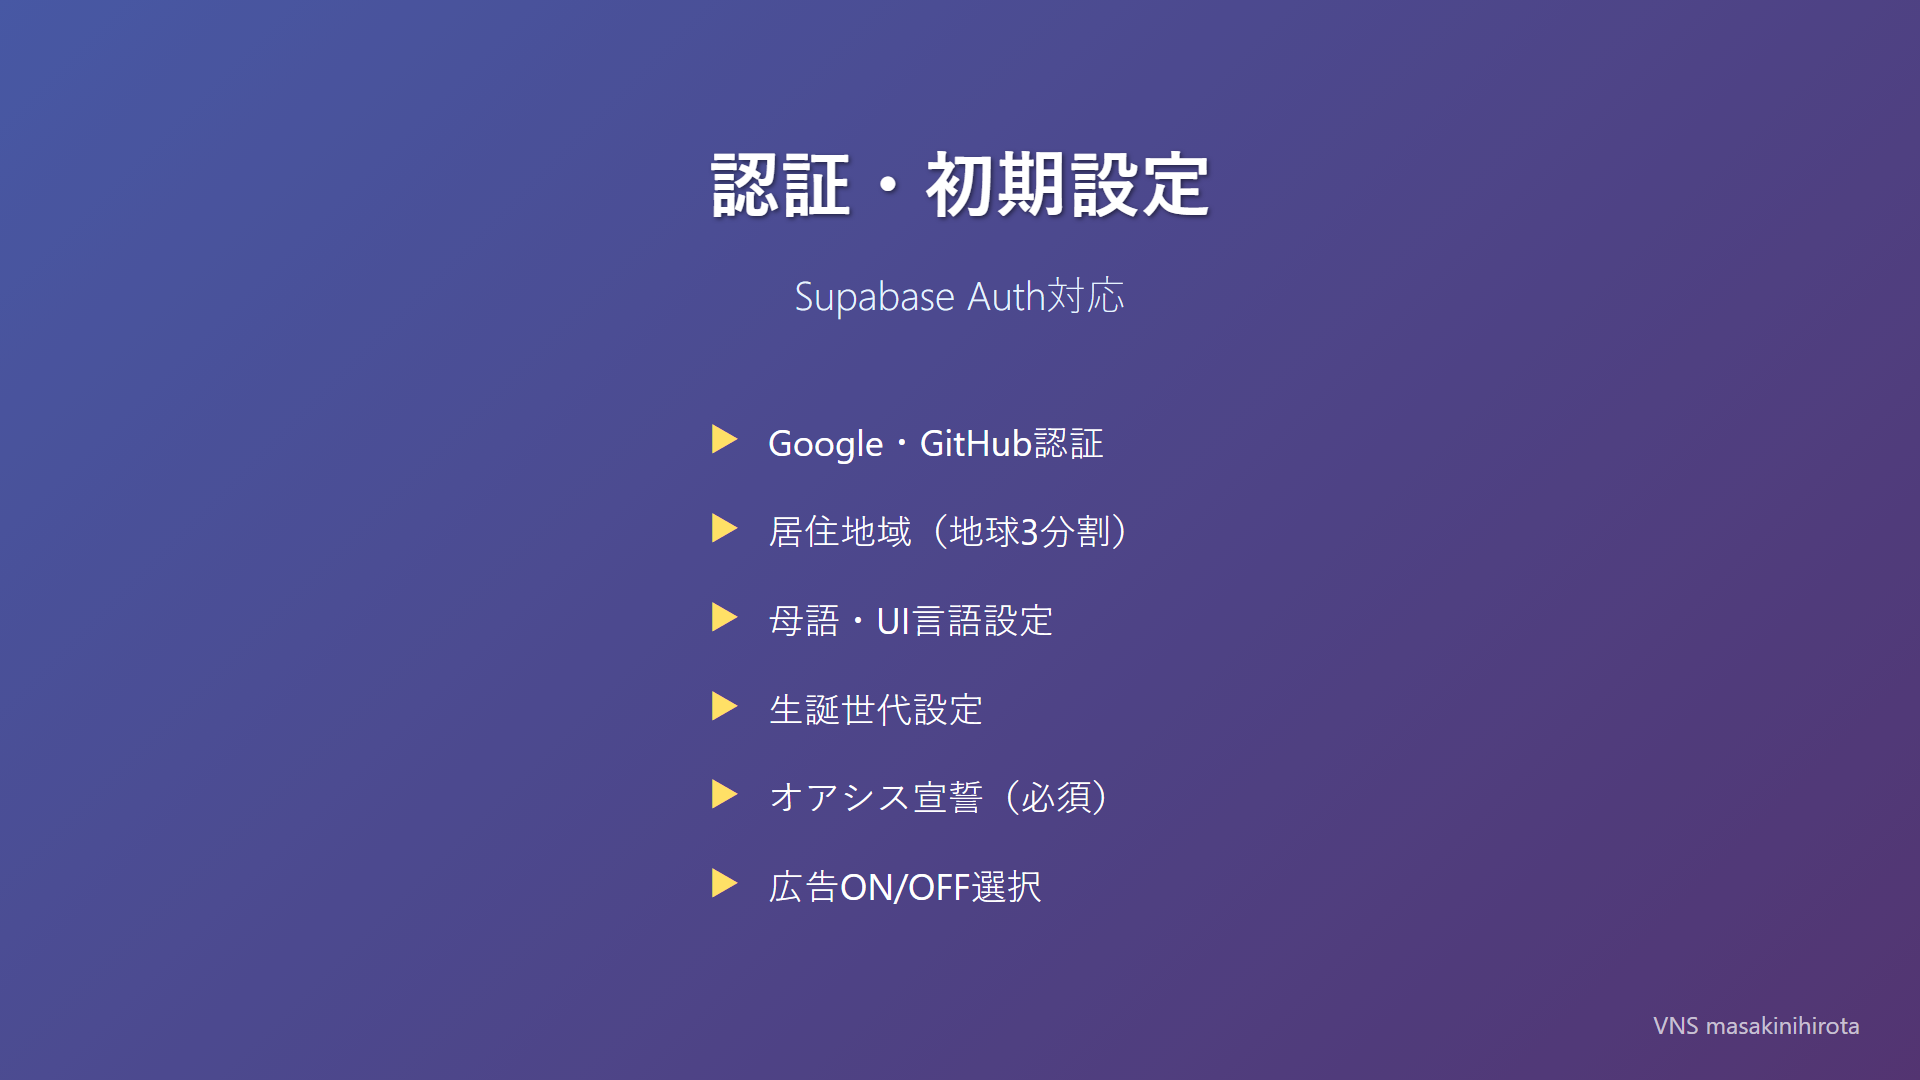 認証・初期設定
Supabase Auth対応
▶ Google・GitHub認証
▶ 居住地域（地球3分割）
▶ 母語・UI言語設定
▶ 生誕世代設定
▶ オアシス宣誓（必須）
▶ 広告ON/OFF選択
VNS masakinihirota